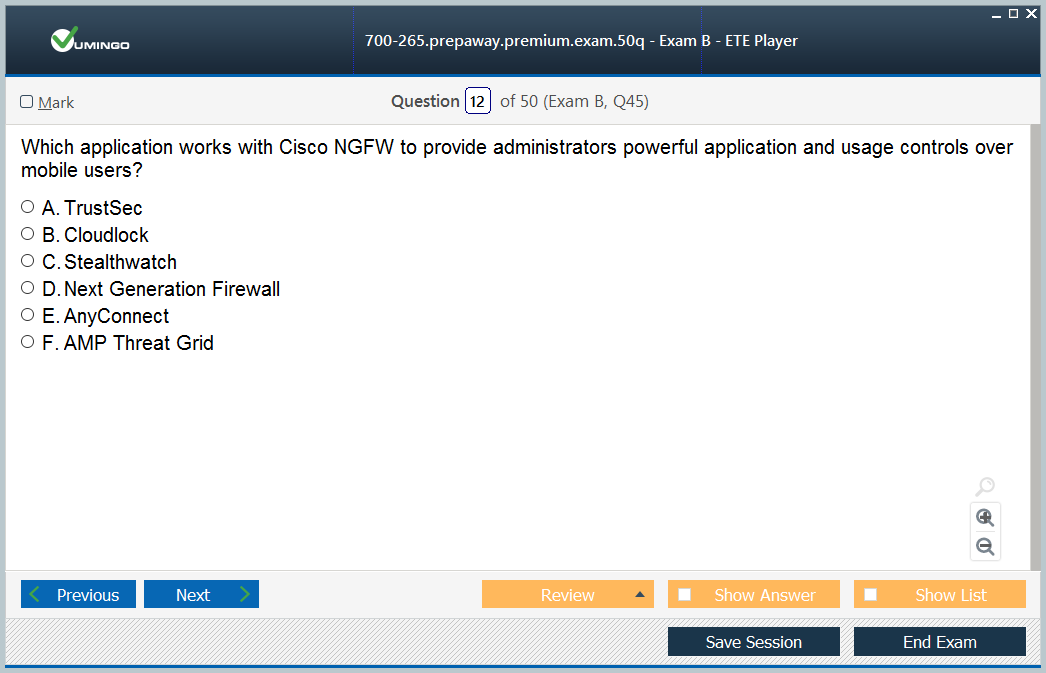 VUMINGO
700-265.prepaway.premium.exam.50q - Exam B - ETE Player
Mark
Question 12 of 50 (Exam B, Q45)
Which application works with Cisco NGFW to provide administrators powerful application and usage controls over
mobile users?
A. TrustSec
B. Cloudlock
C. Stealthwatch
D. Next Generation Firewall
E. AnyConnect
F. AMP Threat Grid
Previous
Next
Review
Show Answer
Show List
Save Session
End Exam